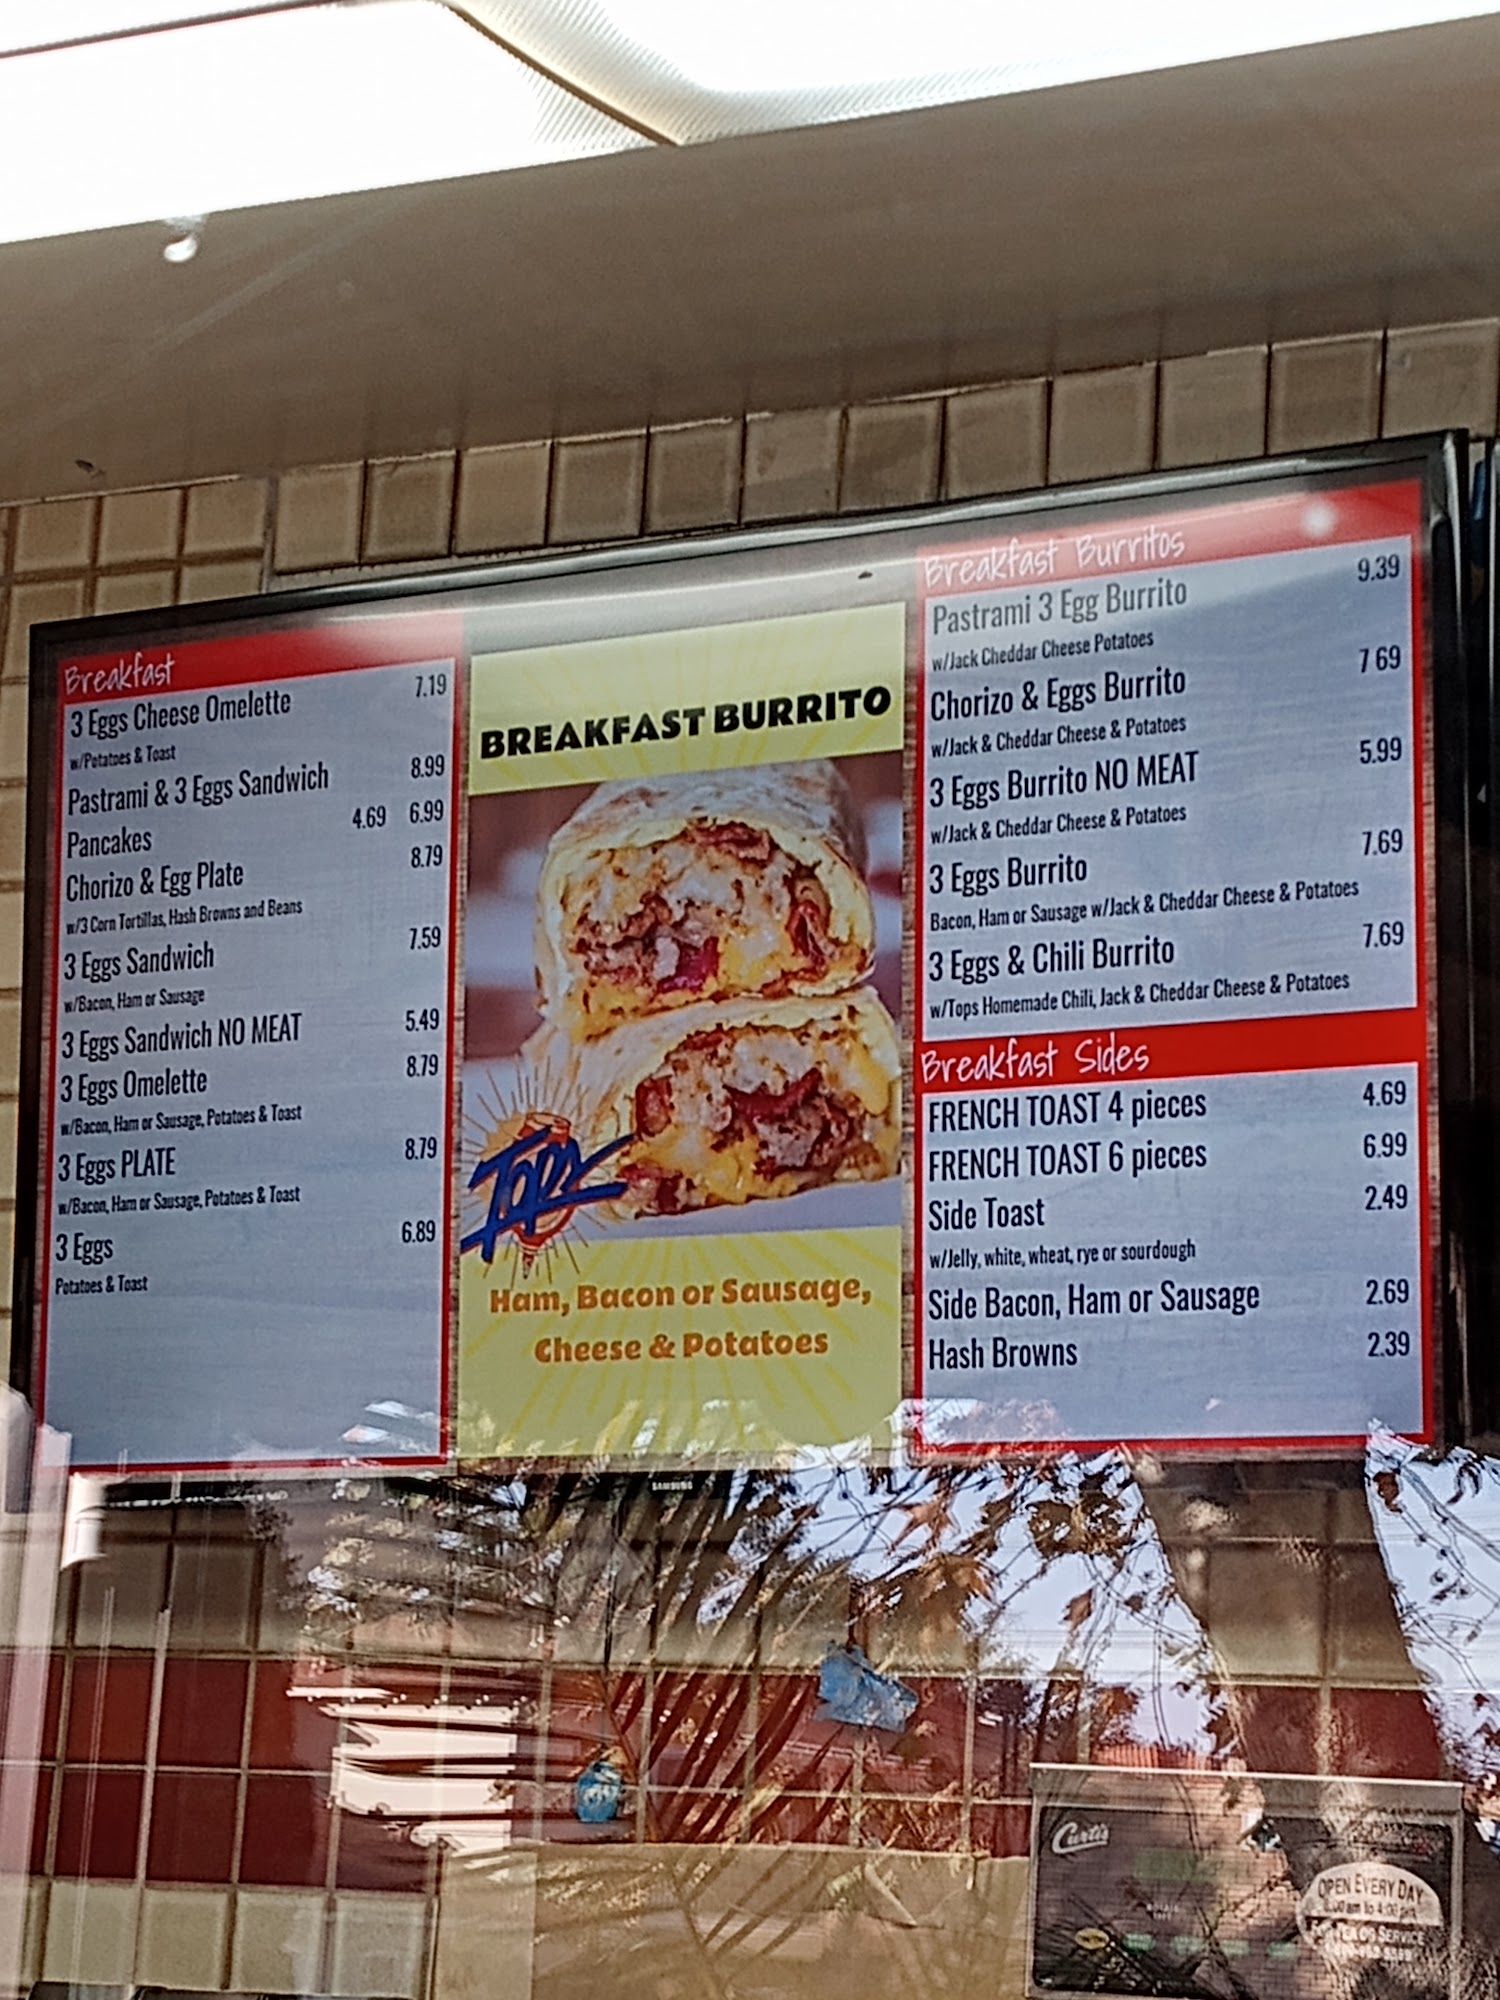 Breakfast
3 Eggs Cheese Omelette 7.19
w/Potatoes & Toast
Pastrami & 3 Eggs Sandwich 8.99
Pancakes 4.69 6.99
Chorizo & Egg Plate 8.79
w/3 Corn Tortillas, Hash Browns and Beans
3 Eggs Sandwich 7.59
w/Bacon, Ham or Sausage
3 Eggs Sandwich NO MEAT 5.49
3 Eggs Omelette 8.79
w/Bacon, Ham or Sausage, Potatoes & Toast
3 Eggs PLATE 8.79
w/Bacon, Ham or Sausage, Potatoes & Toast
3 Eggs 6.89
Potatoes & Toast
BREAKFAST BURRITO
Tops
Ham, Bacon or Sausage,
Cheese & Potatoes
Breakfast Burritos
Pastrami 3 Egg Burrito 9.39
w/Jack Cheddar Cheese Potatoes
Chorizo & Eggs Burrito 7 69
w/Jack & Cheddar Cheese & Potatoes
3 Eggs Burrito NO MEAT 5.99
w/Jack & Cheddar Cheese & Potatoes
3 Eggs Burrito 7.69
Bacon, Ham or Sausage w/Jack & Cheddar Cheese & Potatoes
3 Eggs & Chili Burrito 7.69
w/Tops Homemade Chili, Jack & Cheddar Cheese & Potatoes
Breakfast Sides
FRENCH TOAST 4 pieces 4.69
FRENCH TOAST 6 pieces 6.99
Side Toast 2.49
w/Jelly, white, wheat, rye or sourdough
Side Bacon, Ham or Sausage 2.69
Hash Browns 2.39
SAMSUNG
Curtis
OPEN EVERY DAY
SERVICE